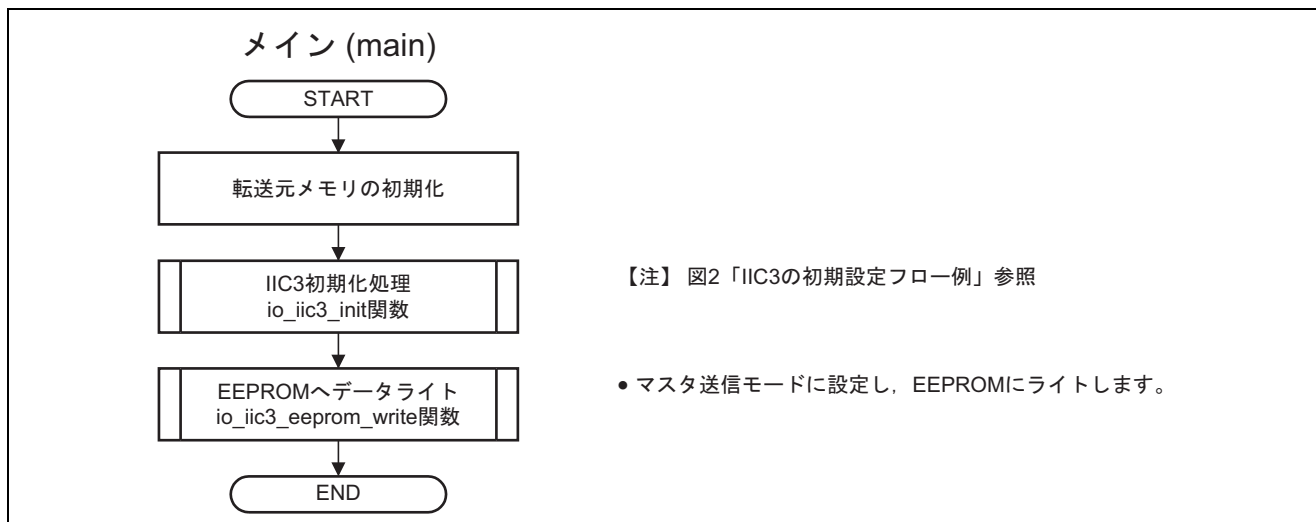 メイン (main)
START
転送元メモリの初期化
IIC3初期化処理
io_iic3_init関数
【注】 図2「IIC3の初期設定フロー例」参照
EEPROMへデータライト
io_iic3_eeprom_write関数
● マスタ送信モードに設定し，EEPROMにライトします。
END